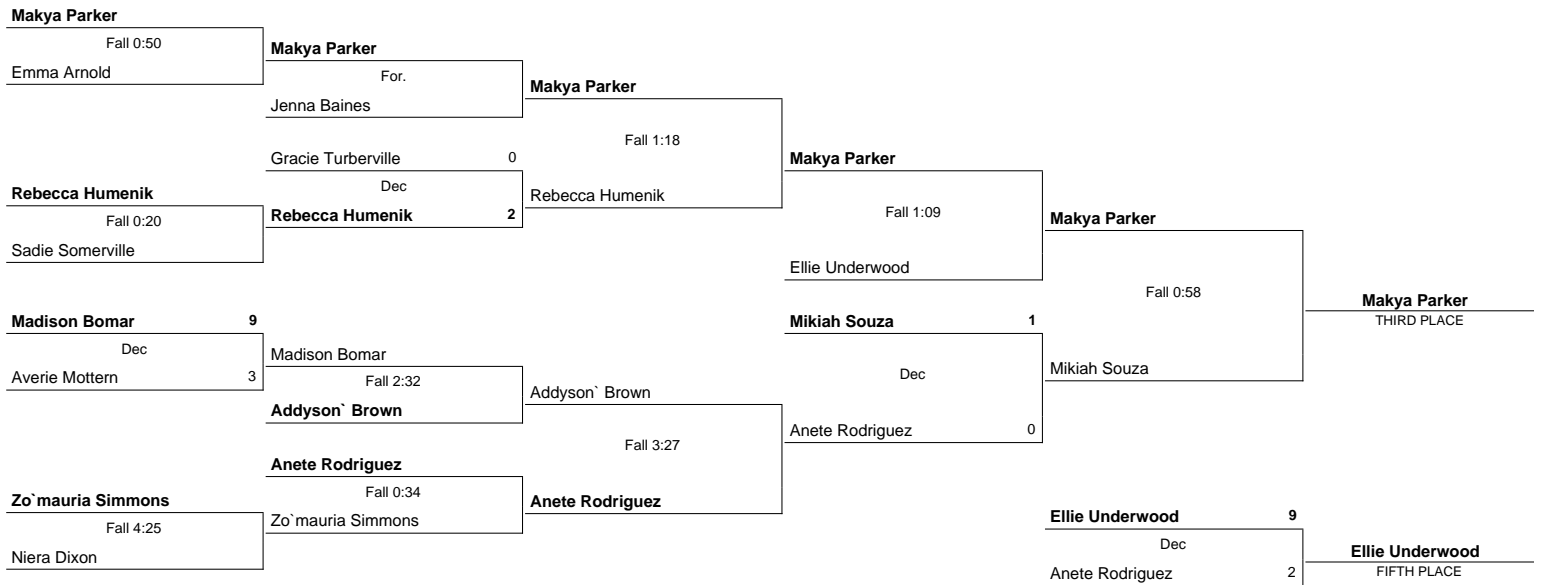 Makya Parker
Fall 0:50
Emma Arnold
Rebecca Humenik
Fall 0:20
Sadie Somerville
Madison Bomar 9
Dec
Averie Mottern 3
Zo`mauria Simmons
Fall 4:25
Niera Dixon
Makya Parker
For.
Jenna Baines
Gracie Turberville 0
Dec
Rebecca Humenik 2
Madison Bomar
Fall 2:32
Addyson` Brown
Anete Rodriguez
Fall 0:34
Zo`mauria Simmons
Makya Parker
Fall 1:18
Rebecca Humenik
Addyson` Brown
Fall 3:27
Anete Rodriguez
Makya Parker
Fall 1:09
Ellie Underwood
Mikiah Souza 1
Dec
Anete Rodriguez 0
Makya Parker
Fall 0:58
Mikiah Souza
Makya Parker
THIRD PLACE
Ellie Underwood 9
Dec
Anete Rodriguez 2
Ellie Underwood
FIFTH PLACE